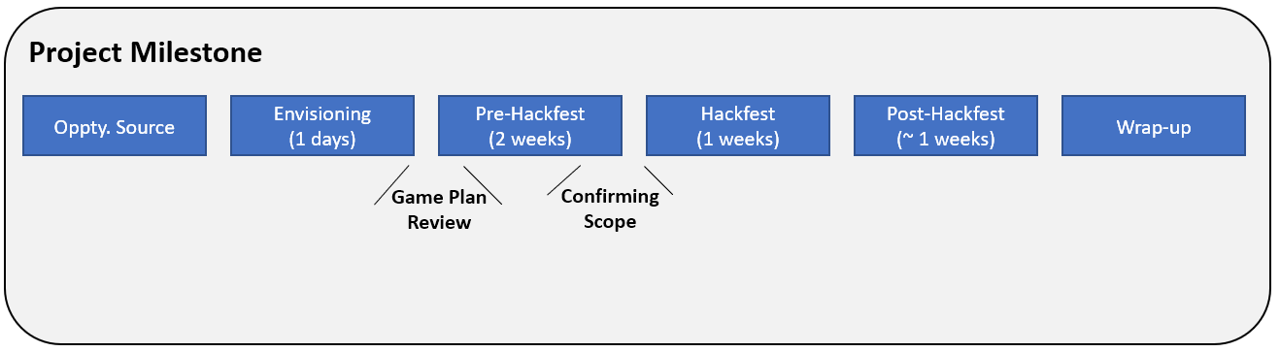 Project Milestone
Oppty. Source
Envisioning
(1 days)
Pre-Hackfest
(2 weeks)
Hackfest
(1 weeks)
Post-Hackfest
(~ 1 weeks)
Wrap-up
Game Plan
Review
Confirming
Scope